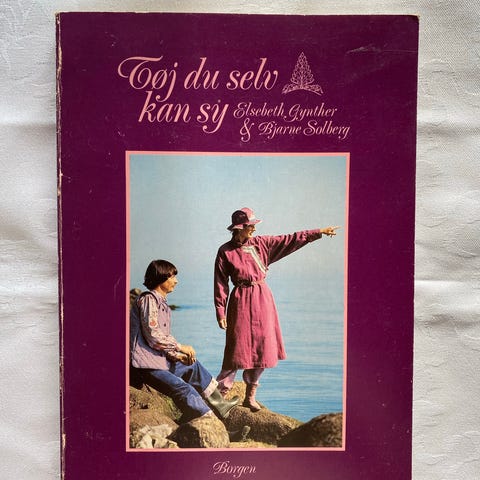 Tøj du selv
kan sy
Elsebeth Gynther
& Bjarne Solberg
Borgen